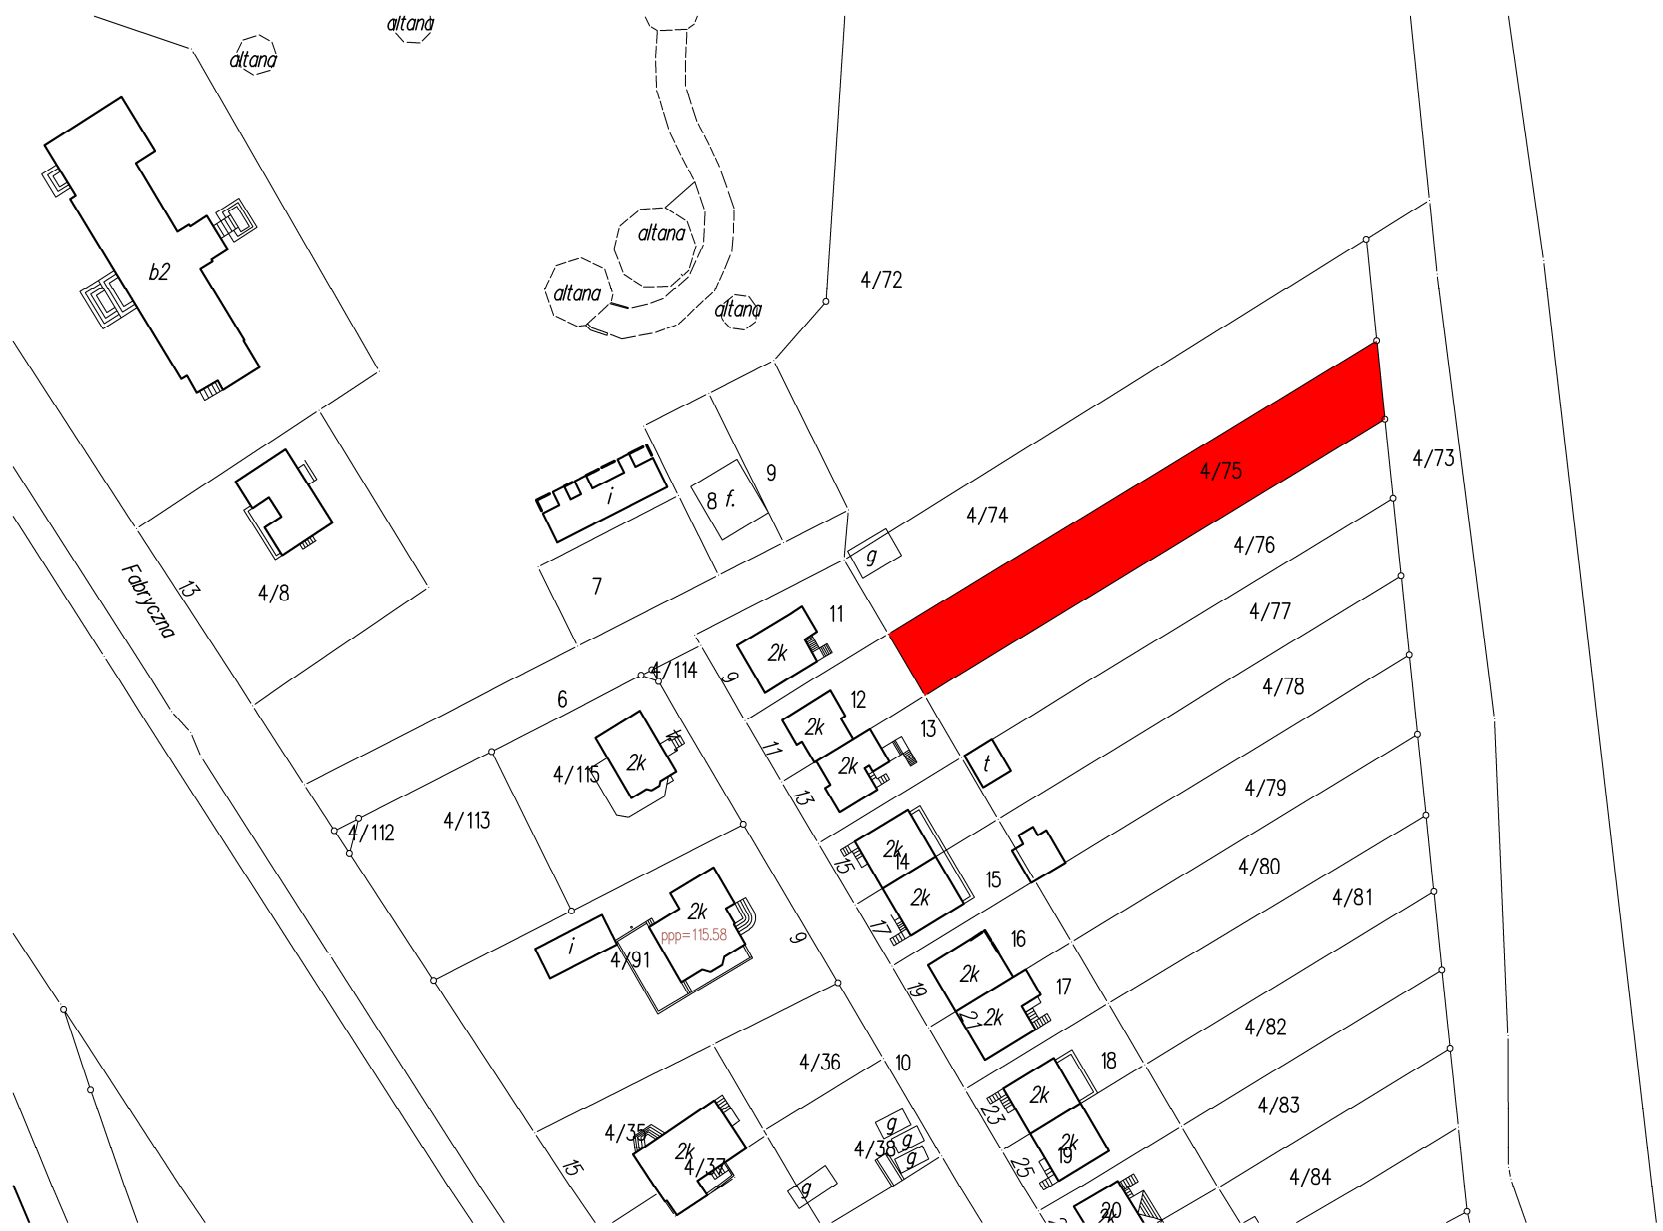 altana
altana
altana
altana
altana
b2
4/72
i
8
f.
9
4/75
4/73
4/74
g
4/76
Fabryczna
13
4/8
7
11
4/77
2k
9
4/114
6
4/78
12
2k
13
11
2k
2k
4/115
t
13
4/79
4/113
4/112
2k
14
15
15
4/80
2k
17
4/81
2k
ppp=115.58
9
16
i
4/91
2k
19
17
21
2k
4/82
4/36
10
18
2k
23
4/83
g
g
g
4/38
4/35
2k
4/37
15
2k
19
25
4/84
g
20
2k